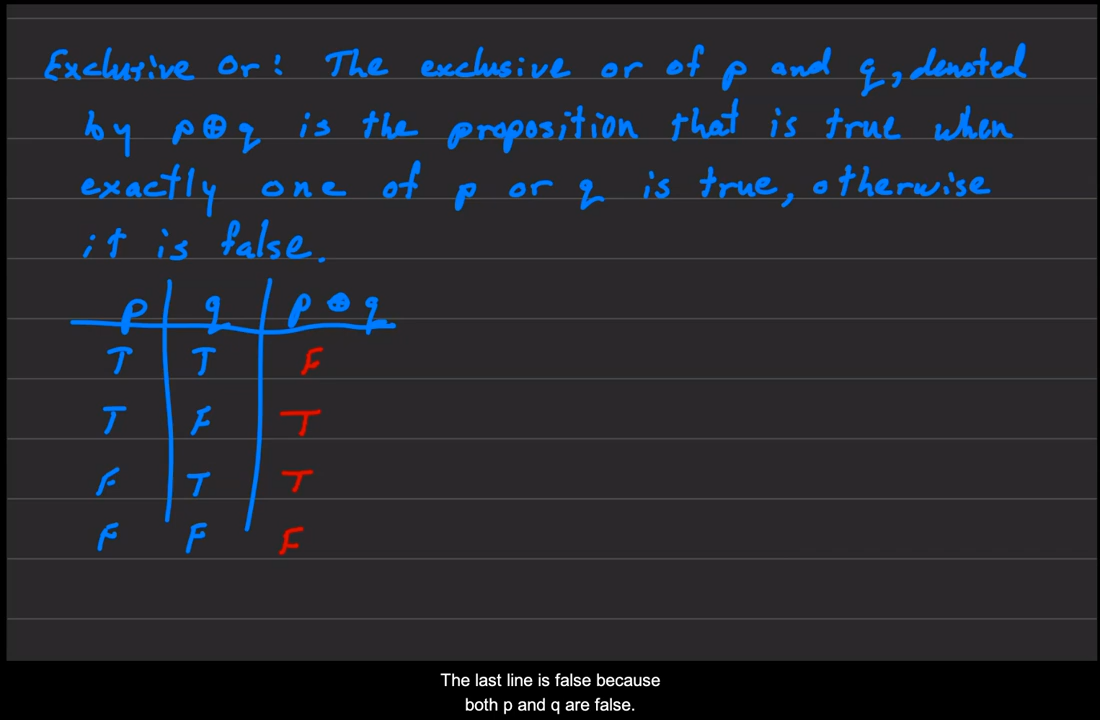 Exclusive or: The exclusive or of p and q, denoted
by p⊕q is the proposition that is true when
exactly one of p or q is true, otherwise
it is false.
p q p ⊕ q
T T F
T F T
F T T
F F F
The last line is false because
both p and q are false.